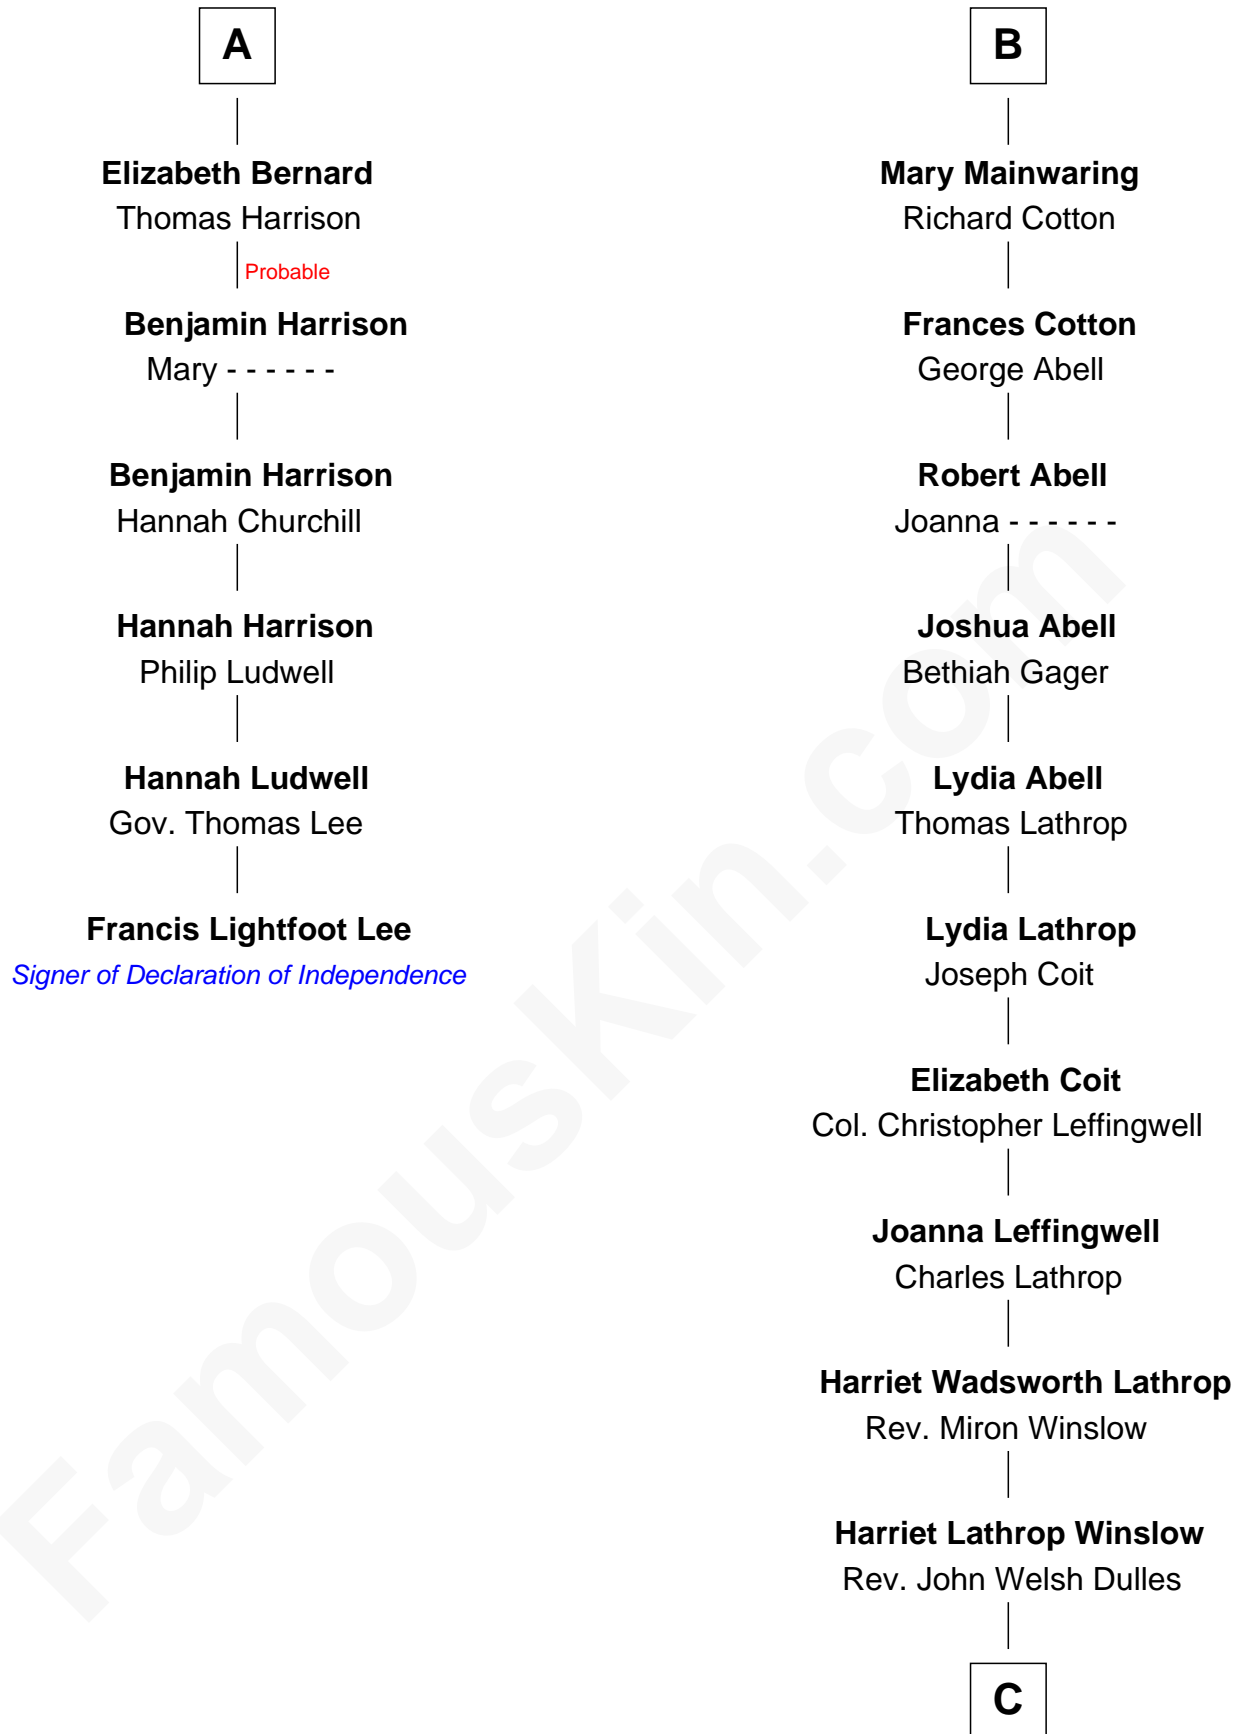 A
Elizabeth Bernard
Thomas Harrison
Probable
Benjamin Harrison
Mary - - - - - -
Benjamin Harrison
Hannah Churchill
Hannah Harrison
Philip Ludwell
Hannah Ludwell
Gov. Thomas Lee
Francis Lightfoot Lee
Signer of Declaration of Independence
B
Mary Mainwaring
Richard Cotton
Frances Cotton
George Abell
Robert Abell
Joanna - - - - - -
Joshua Abell
Bethiah Gager
Lydia Abell
Thomas Lathrop
Lydia Lathrop
Joseph Coit
Elizabeth Coit
Col. Christopher Leffingwell
Joanna Leffingwell
Charles Lathrop
Harriet Wadsworth Lathrop
Rev. Miron Winslow
Harriet Lathrop Winslow
Rev. John Welsh Dulles
C
FamousKin.com